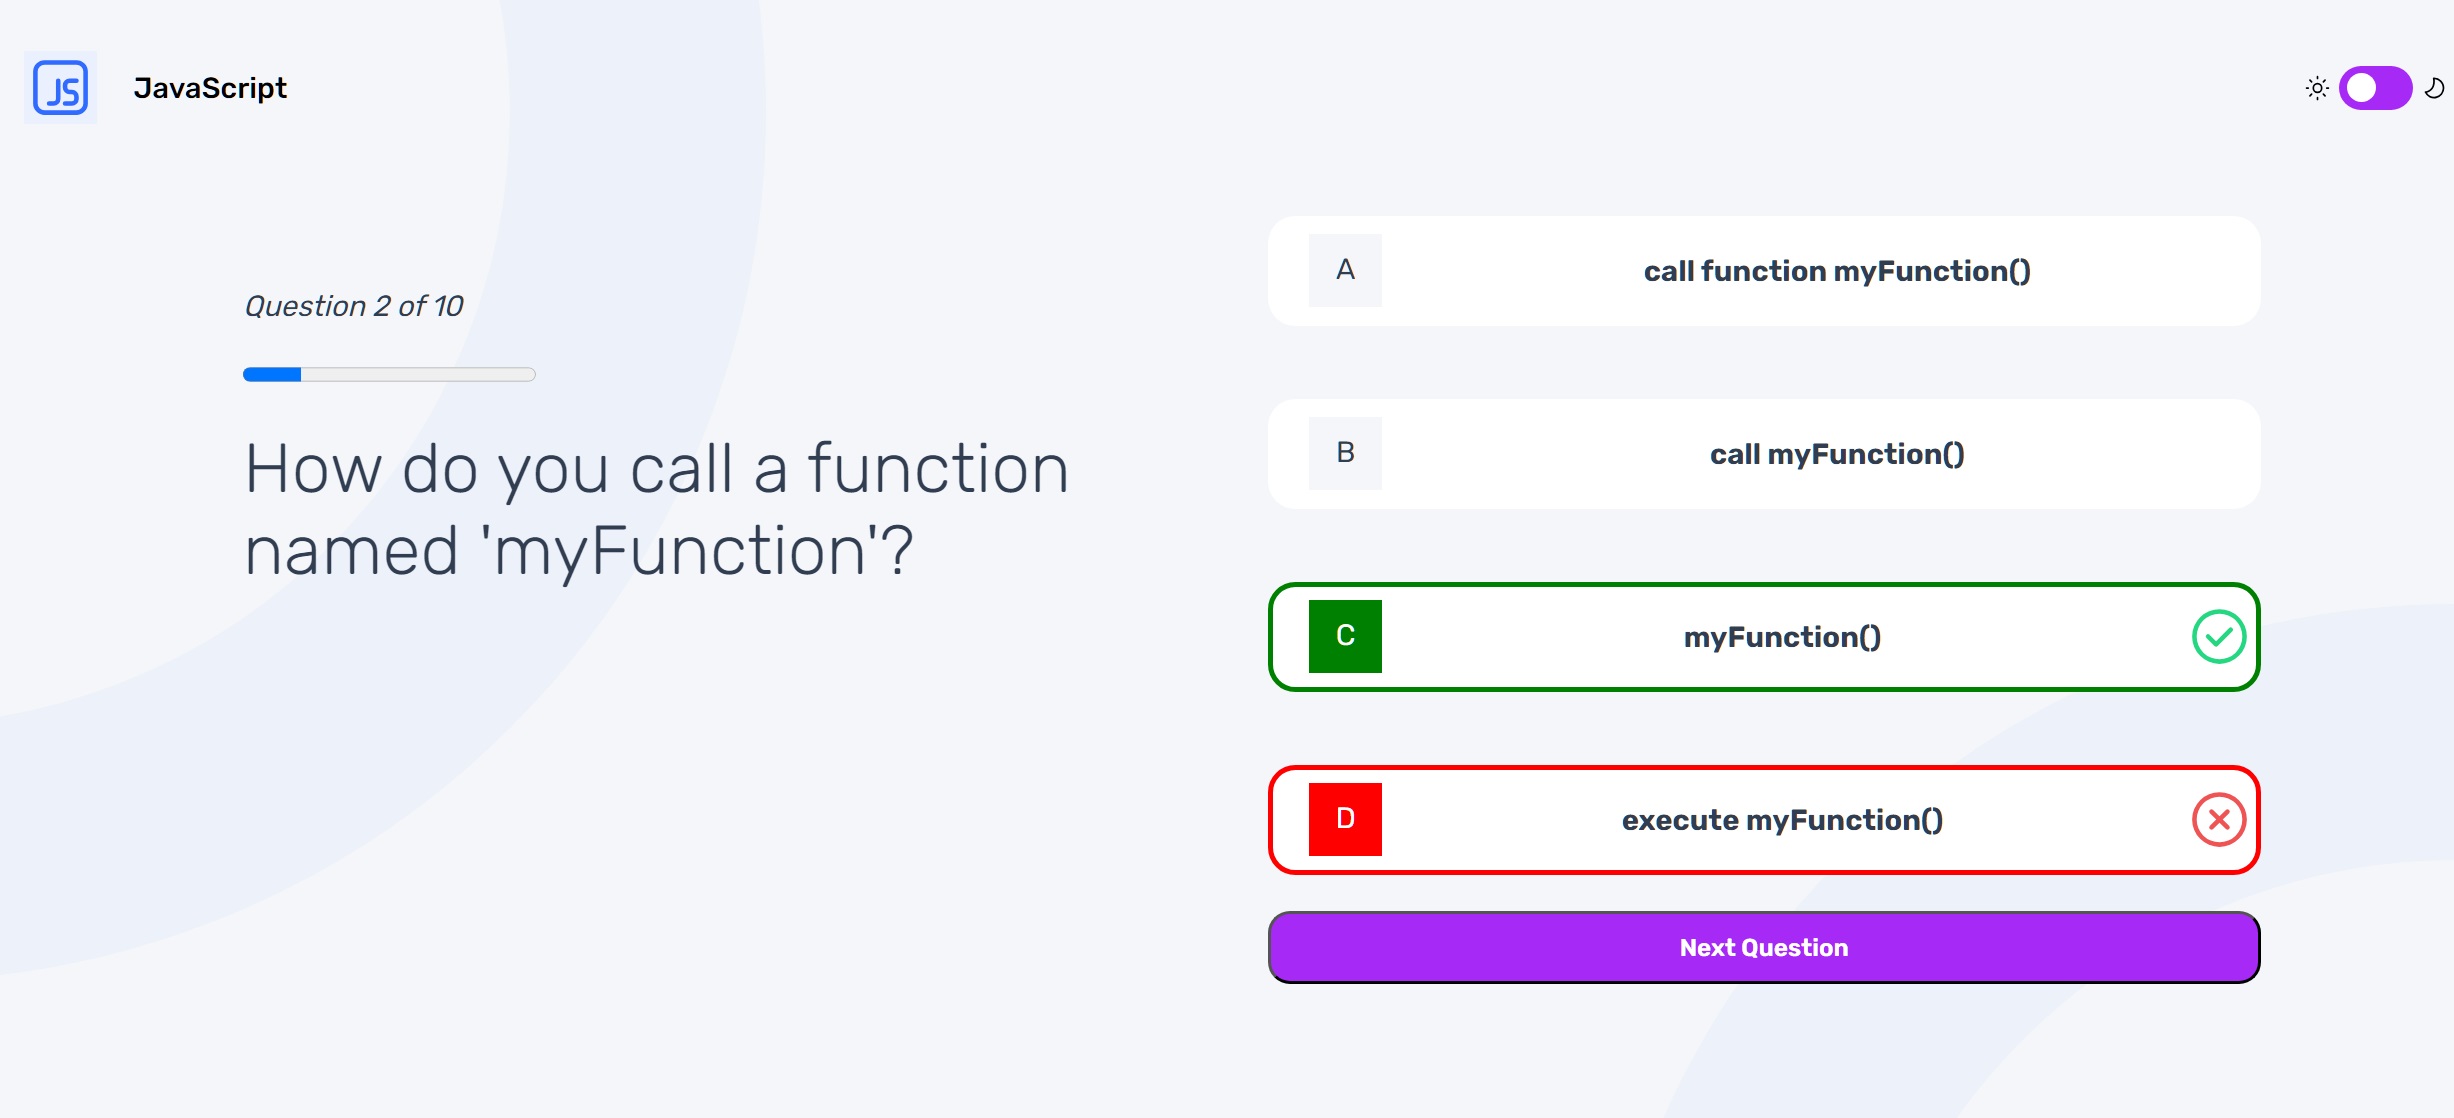 JS
JavaScript
Question 2 of 10
How do you call a function
named 'myFunction'?
A
call function myFunction()
B
call myFunction()
C
myFunction()
D
execute myFunction()
Next Question